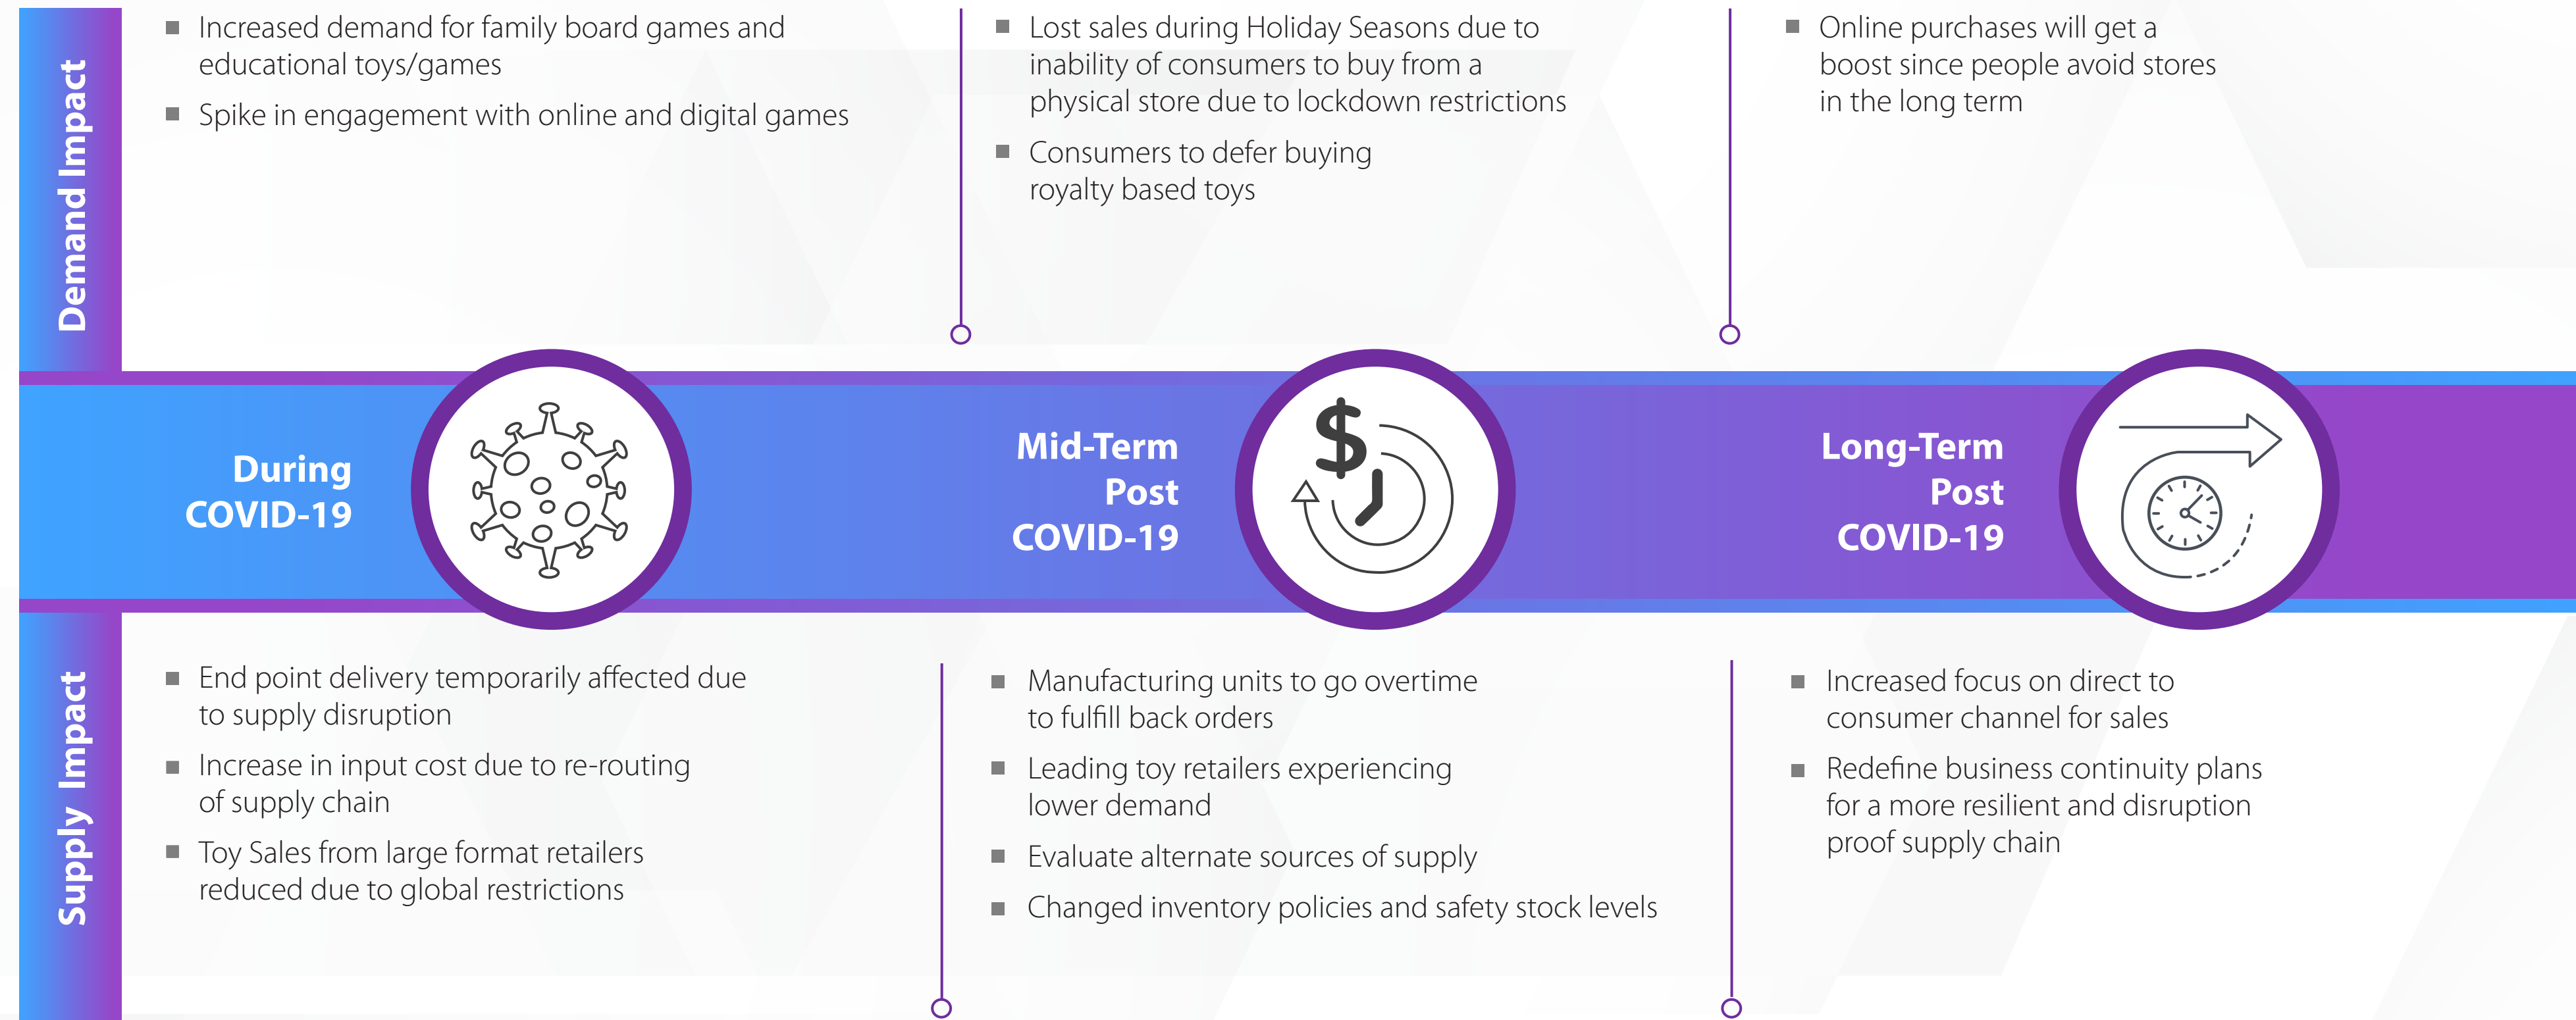 Demand Impact
Increased demand for family board games and
educational toys/games
Spike in engagement with online and digital games
Lost sales during Holiday Seasons due to
inability of consumers to buy from a
physical store due to lockdown restrictions
Consumers to defer buying
royalty based toys
Online purchases will get a
boost since people avoid stores
in the long term
During
COVID-19
$
Mid-Term
Post
COVID-19
Long-Term
Post
COVID-19
Supply Impact
End point delivery temporarily affected due
to supply disruption
Increase in input cost due to re-routing
of supply chain
Toy Sales from large format retailers
reduced due to global restrictions
Manufacturing units to go overtime
to fulfill back orders
Leading toy retailers experiencing
lower demand
Evaluate alternate sources of supply
Changed inventory policies and safety stock levels
Increased focus on direct to
consumer channel for sales
Redefine business continuity plans
for a more resilient and disruption
proof supply chain